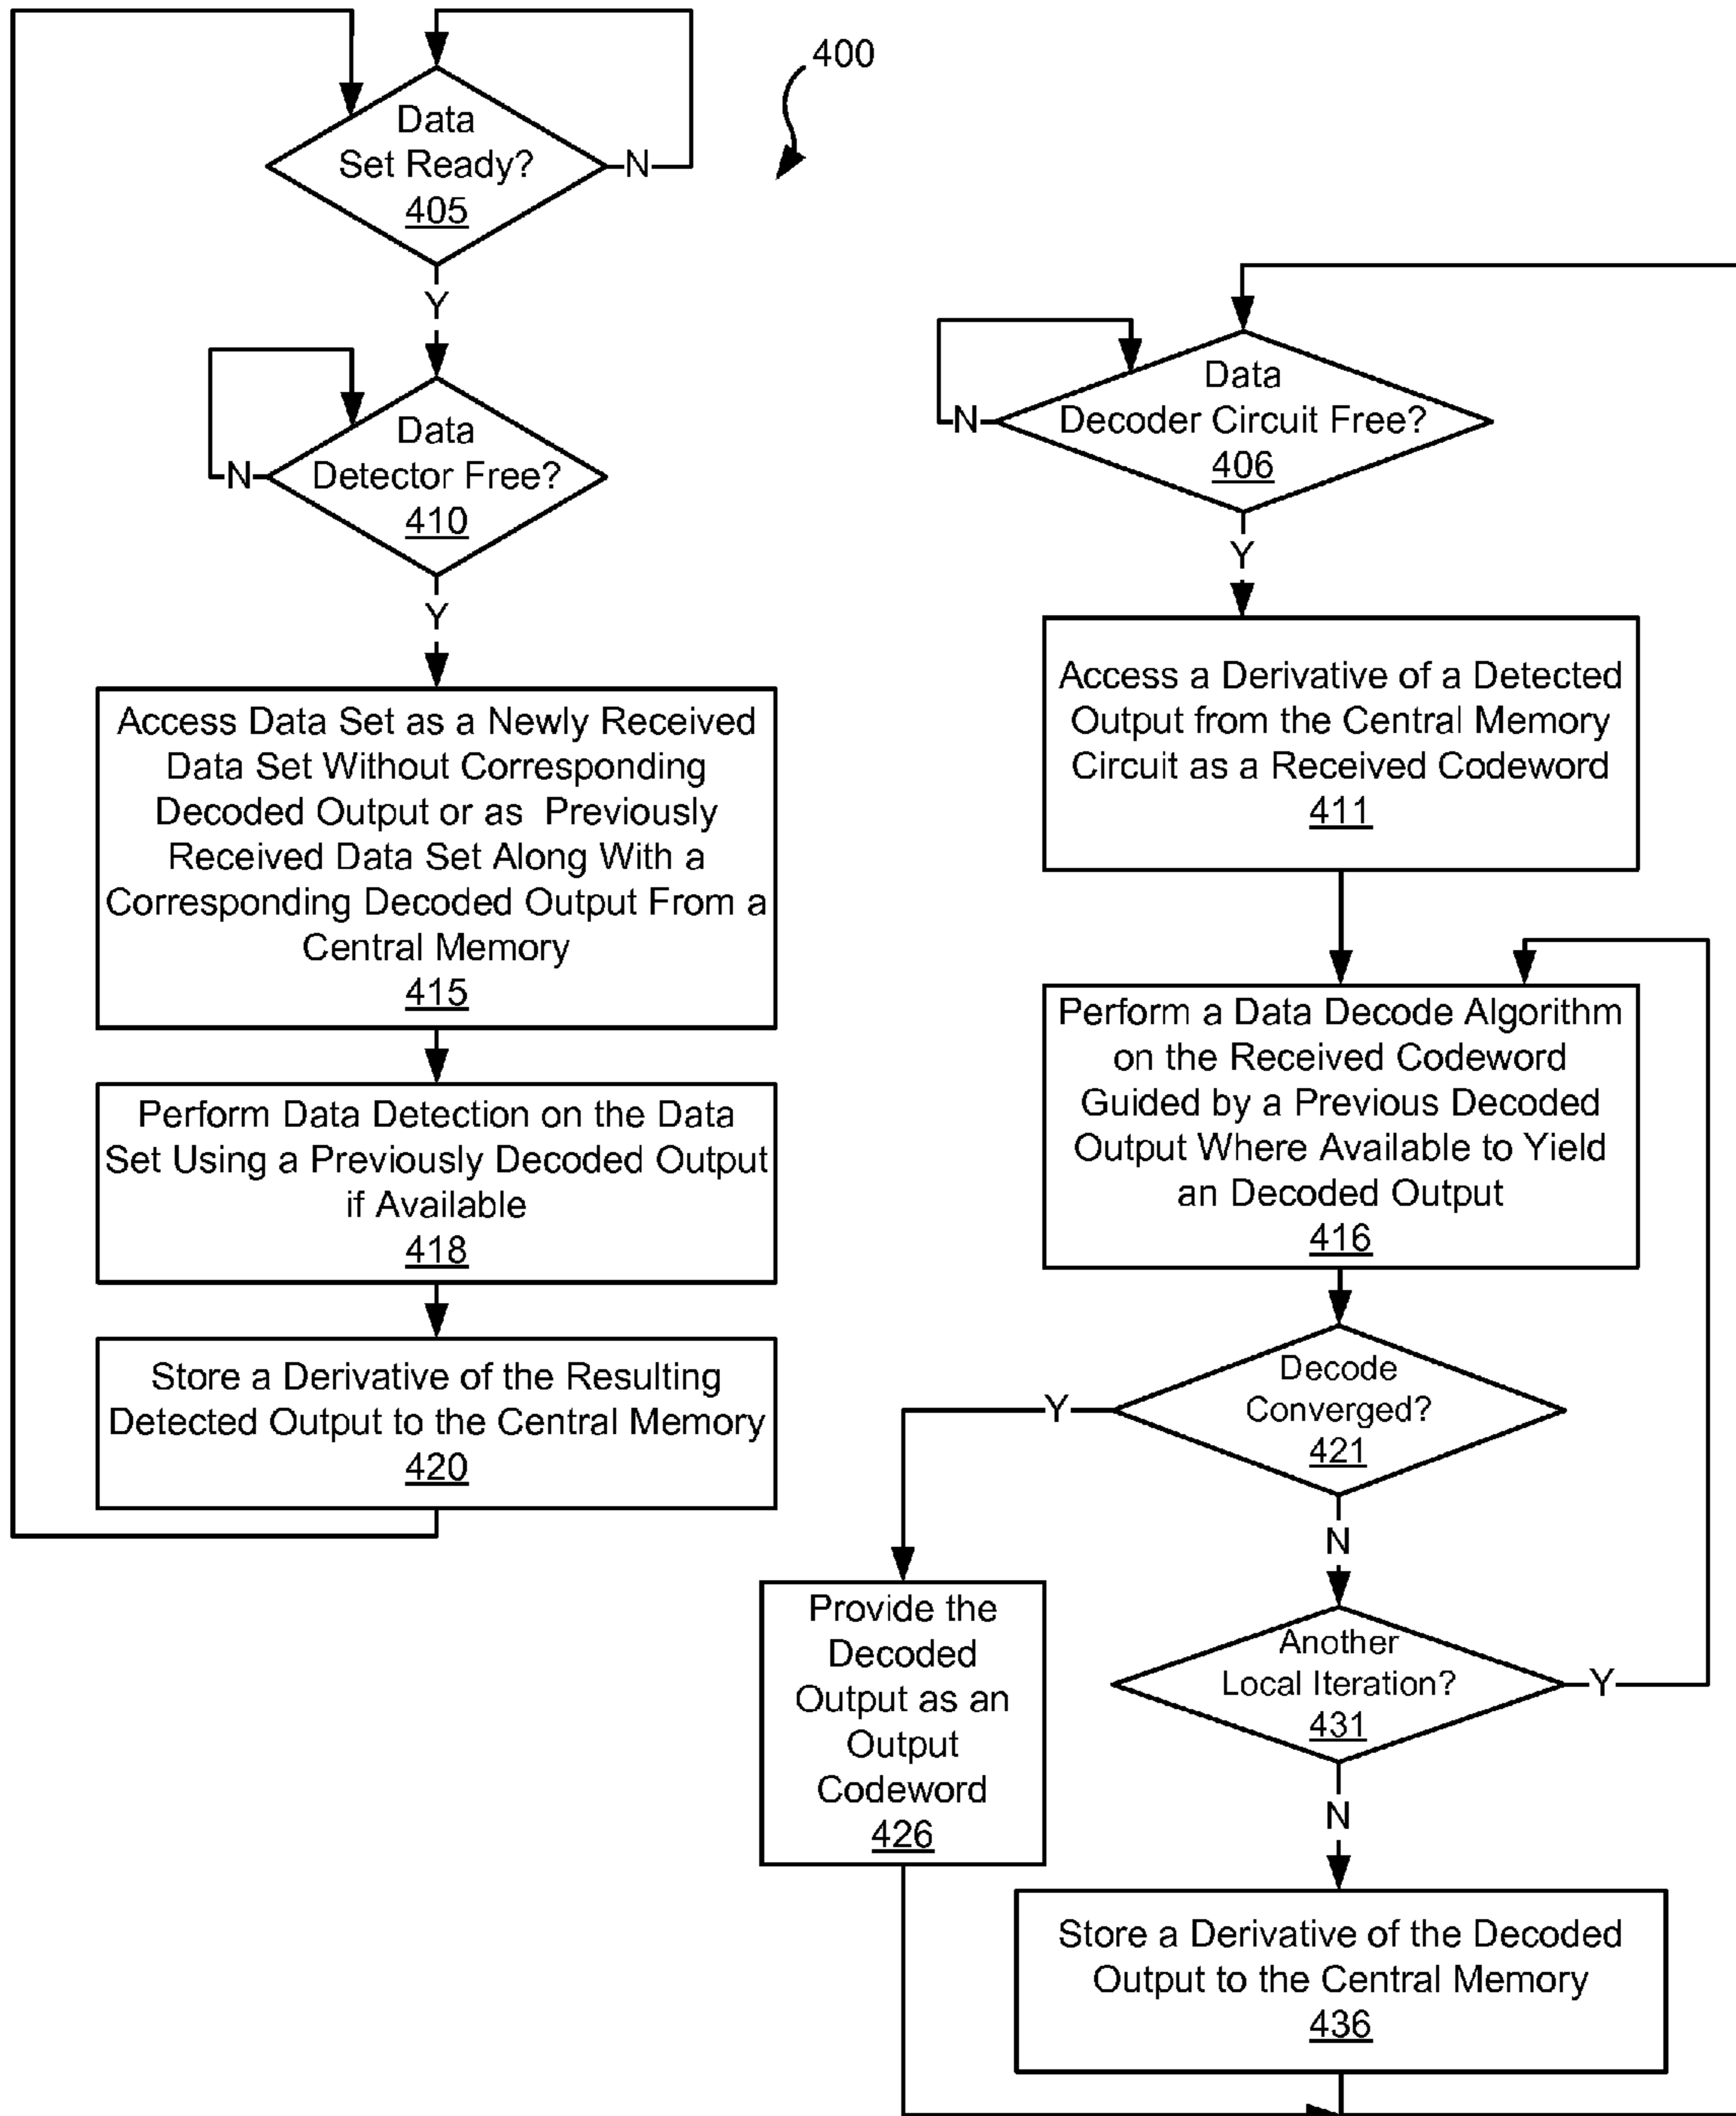 400
Data
Set Ready?
405
N
Y
Data
Detector Free?
410
N
Y
Access Data Set as a Newly Received
Data Set Without Corresponding
Decoded Output or as Previously
Received Data Set Along With a
Corresponding Decoded Output From a
Central Memory
415
Perform Data Detection on the Data
Set Using a Previously Decoded Output
if Available
418
Store a Derivative of the Resulting
Detected Output to the Central Memory
420
Data
Decoder Circuit Free?
406
N
Y
Access a Derivative of a Detected
Output from the Central Memory
Circuit as a Received Codeword
411
Perform a Data Decode Algorithm
on the Received Codeword
Guided by a Previous Decoded
Output Where Available to Yield
an Decoded Output
416
Decode
Converged?
421
Y
N
Provide the
Decoded
Output as an
Output
Codeword
426
Another
Local Iteration?
431
Y
N
Store a Derivative of the Decoded
Output to the Central Memory
436